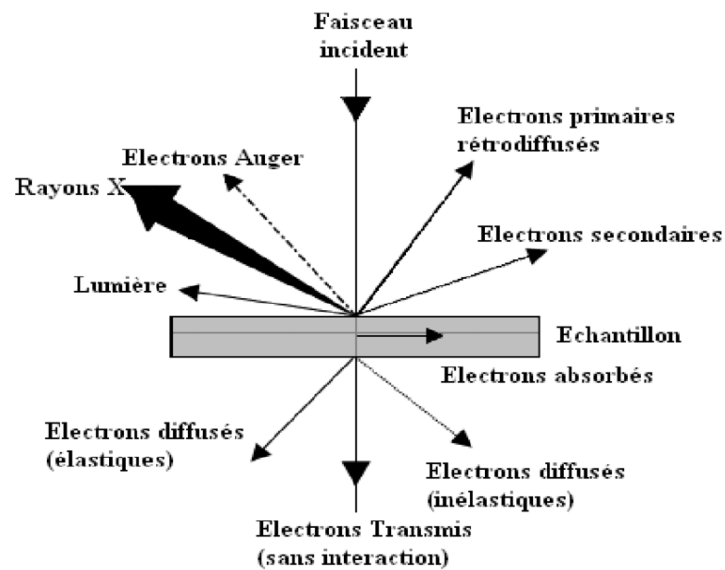 Faisceau
incident
Electrons primaires
rétrodiffusés
Electrons Auger
Rayons X
Electrons secondaires
Lumière
Echantillon
Electrons absorbés
Electrons diffusés
(élastiques)
Electrons diffusés
(inélastiques)
Electrons Transmis
(sans interaction)